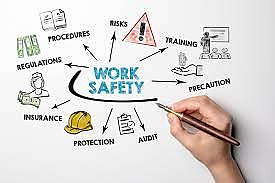 RISKS
PROCEDURES
TRAINING
REGULATIONS
WORK
SAFETY
PRECAUTION
INSURANCE
PROTECTION
AUDIT